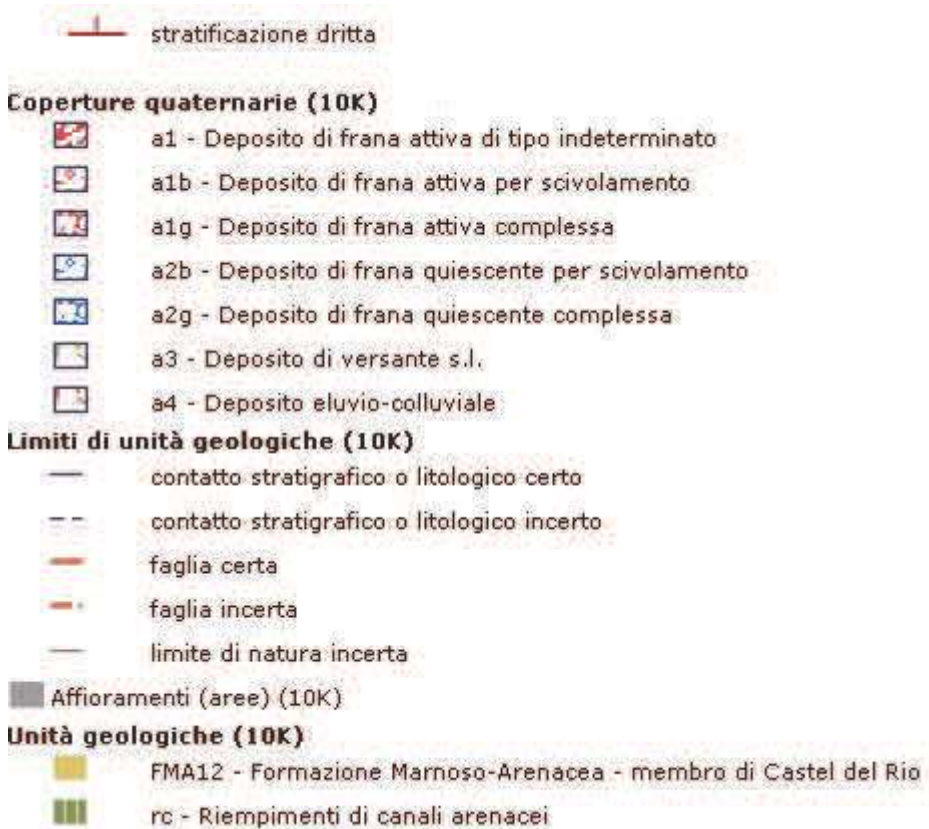 stratificazione dritta
Coperture quaternarie (10K)
a1 - Deposito di frana attiva di tipo indeterminato
a1b - Deposito di frana attiva per scivolamento
a1g - Deposito di frana attiva complessa
a2b - Deposito di frana quiescente per scivolamento
a2g - Deposito di frana quiescente complessa
a3 - Deposito di versante s.l.
a4 - Deposito eluvio-colluviale
Limiti di unità geologiche (10K)
contatto stratigrafico o litologico certo
contatto stratigrafico o litologico incerto
faglia certa
faglia incerta
limite di natura incerta
Affioramenti (aree) (10K)
Unità geologiche (10K)
FMA12 - Formazione Marnoso-Arenacea - membro di Castel del Rio
rc - Riempimenti di canali arenacei